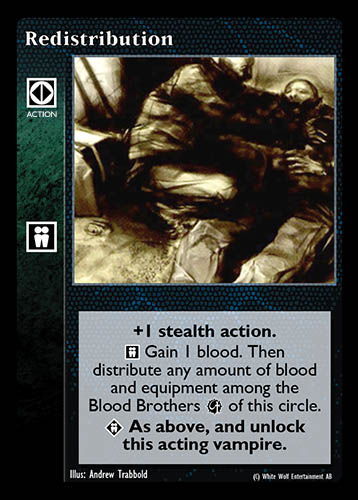 Redistribution
ACTION
+1 stealth action.
Gain 1 blood. Then
distribute any amount of blood
and equipment among the
Blood Brothers of this circle.
As above, and unlock
this acting vampire.
Illus: Andrew Trabbold
(C) White Wolf Entertainment AB